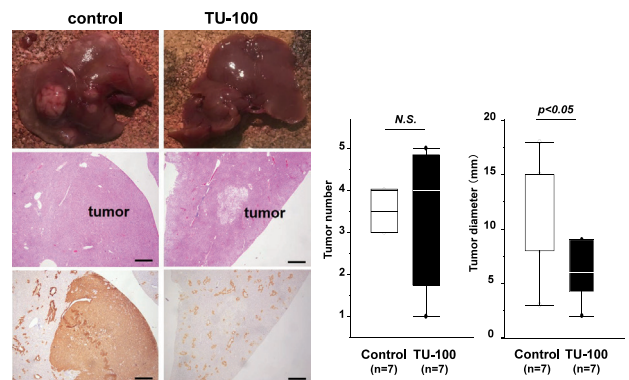 control
TU-100
tumor
tumor
N.S.
Tumor number
5
4
3
2
1
Control
(n=7)
TU-100
(n=7)
p<0.05
Tumor diameter (mm)
20
15
10
5
0
Control
(n=7)
TU-100
(n=7)